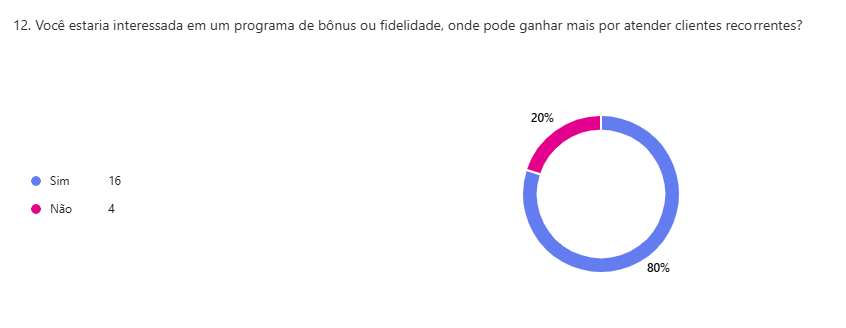 12. Você estaria interessada em um programa de bônus ou fidelidade, onde pode ganhar mais por atender clientes recorrentes?
20%
Sim 16
Não 4
80%